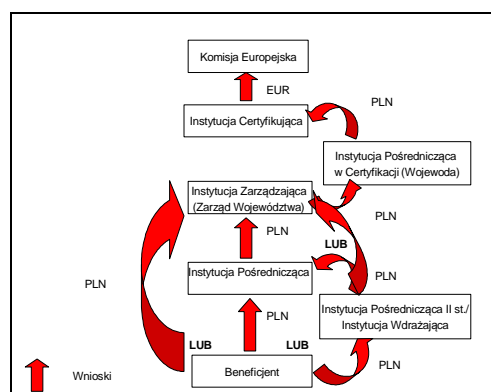 Komisja Europejska
EUR
PLN
Instytucja Certyfikująca
Instytucja Pośrednicząca
w Certyfikacji (Wojewoda)
Instytucja Zarządzająca
(Zarząd Województwa)
PLN
PLN
LUB
PLN
Instytucja Pośrednicząca
PLN
PLN
Instytucja Pośrednicząca II st./
Instytucja Wdrażająca
LUB
LUB
Beneficjent
PLN
Wnioski